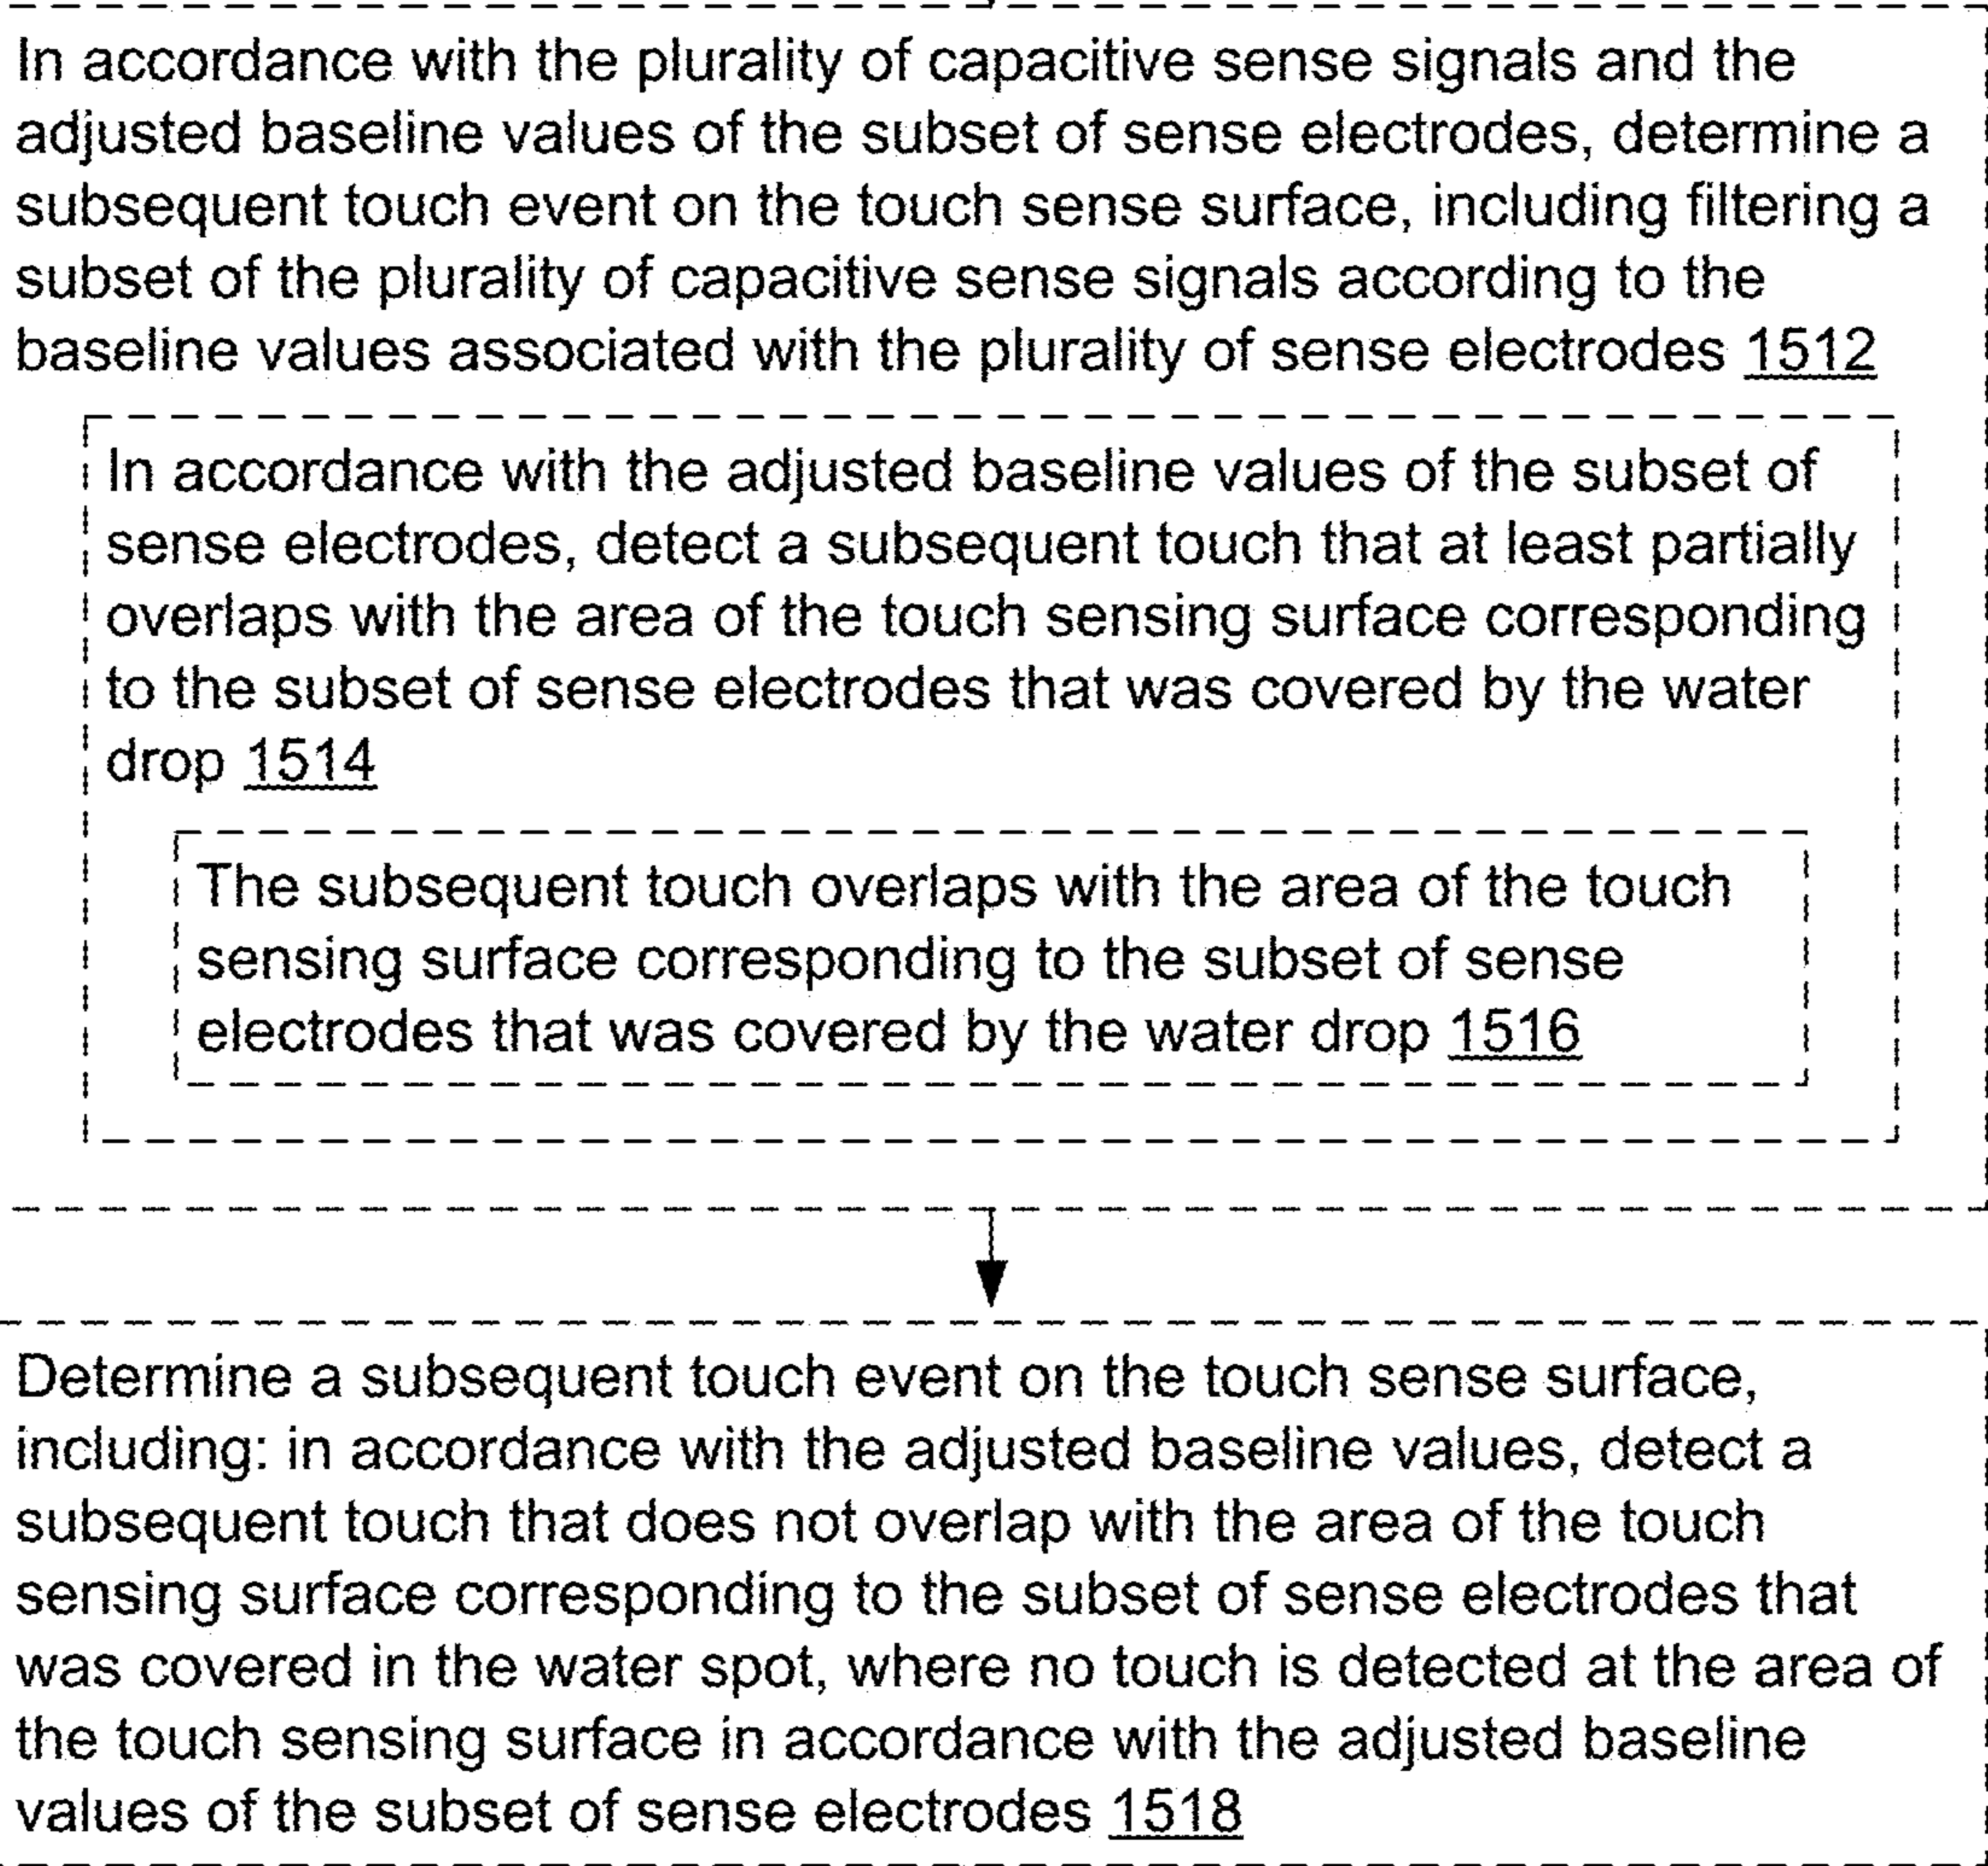 In accordance with the plurality of capacitive sense signals and the
adjusted baseline values of the subset of sense electrodes, determine a
subsequent touch event on the touch sense surface, including filtering a
subset of the plurality of capacitive sense signals according to the
baseline values associated with the plurality of sense electrodes 1512
In accordance with the adjusted baseline values of the subset of
sense electrodes, detect a subsequent touch that at least partially
overlaps with the area of the touch sensing surface corresponding
to the subset of sense electrodes that was covered by the water
drop 1514
The subsequent touch overlaps with the area of the touch
sensing surface corresponding to the subset of sense
electrodes that was covered by the water drop 1516
Determine a subsequent touch event on the touch sense surface,
including: in accordance with the adjusted baseline values, detect a
subsequent touch that does not overlap with the area of the touch
sensing surface corresponding to the subset of sense electrodes that
was covered in the water spot, where no touch is detected at the area of
the touch sensing surface in accordance with the adjusted baseline
values of the subset of sense electrodes 1518